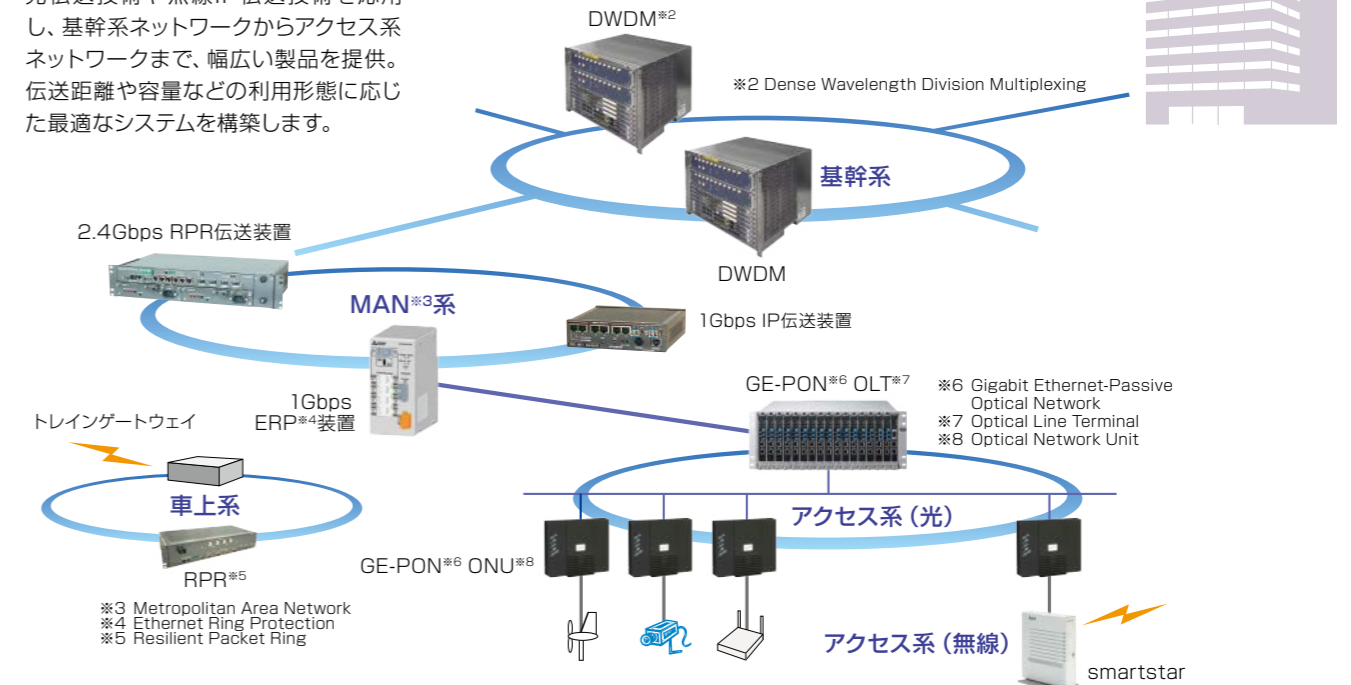 し、基幹系ネットワークからアクセス系
ネットワークまで、幅広い製品を提供。
伝送距離や容量などの利用形態に応じ
た最適なシステムを構築します。
DWDM※2
※2 Dense Wavelength Division Multiplexing
基幹系
DWDM
2.4Gbps RPR伝送装置
MAN※3系
1Gbps IP伝送装置
1Gbps
ERP※4装置
GE-PON※6 OLT※7
※6 Gigabit Ethernet-Passive
Optical Network
※7 Optical Line Terminal
※8 Optical Network Unit
トレインゲートウェイ
車上系
RPR※5
※3 Metropolitan Area Network
※4 Ethernet Ring Protection
※5 Resilient Packet Ring
アクセス系（光）
GE-PON※6 ONU※8
アクセス系（無線）
smartstar